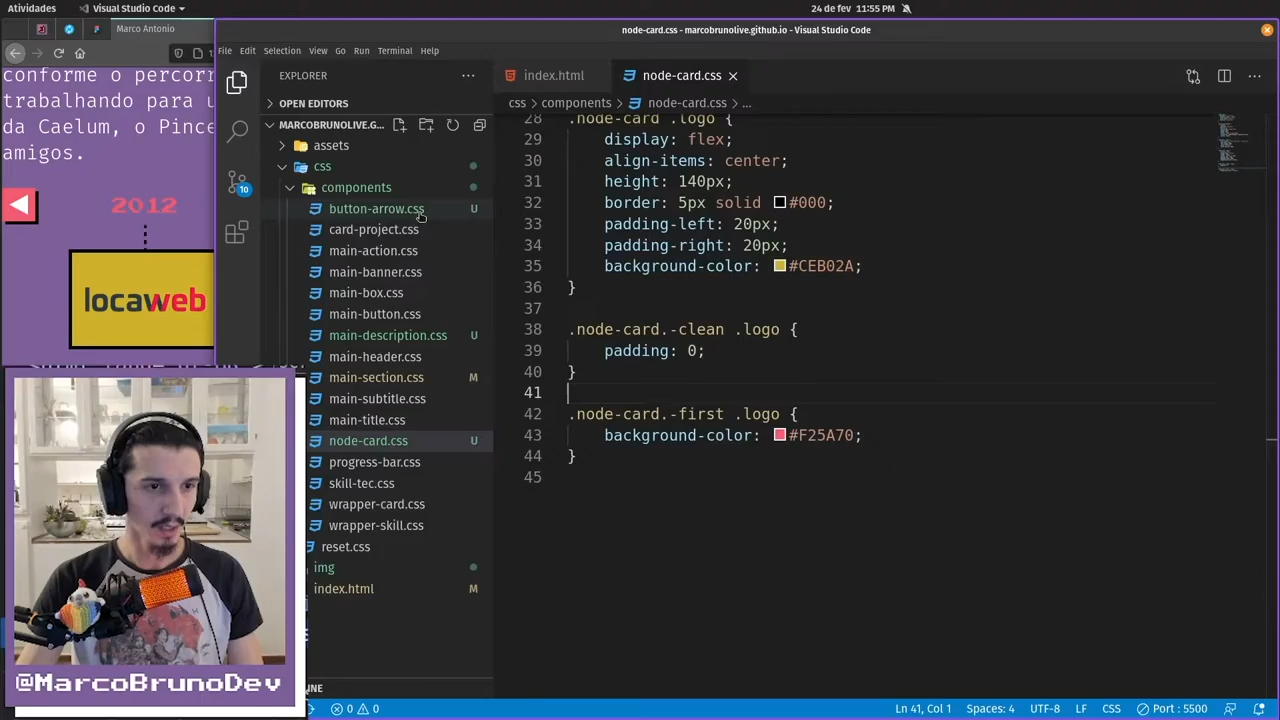 Atividades
Visual Studio Code
24 de fev 11:55 PM
Marco Antonio
node-card.css - marcobrunolive.github.io - Visual Studio Code
File Edit Selection View Go Run Terminal Help
conforme o percorr
trabalhando para u
da Caelum, o Pince
amigos.
2012
locaweb
EXPLORER
OPEN EDITORS
MARCOBRUNOLIVE.G...
assets
css
components
button-arrow.css U
card-project.css
main-action.css
main-banner.css
main-box.css
main-button.css
main-description.css U
main-header.css
main-section.css M
main-subtitle.css
main-title.css
node-card.css U
progress-bar.css
skill-tec.css
wrapper-card.css
wrapper-skill.css
reset.css
img
index.html M
INE
10
index.html
node-card.css
css > components > node-card.css > ...
28 .node-card .logo {
29 display: flex;
30 align-items: center;
31 height: 140px;
32 border: 5px solid #000;
33 padding-left: 20px;
34 padding-right: 20px;
35 background-color: #CEB02A;
36 }
37
38 .node-card.-clean .logo {
39 padding: 0;
40 }
41
42 .node-card.-first .logo {
43 background-color: #F25A70;
44 }
45
@MarcoBrunoDev
0 0
Ln 41, Col 1 Spaces: 4 UTF-8 LF CSS Port : 5500